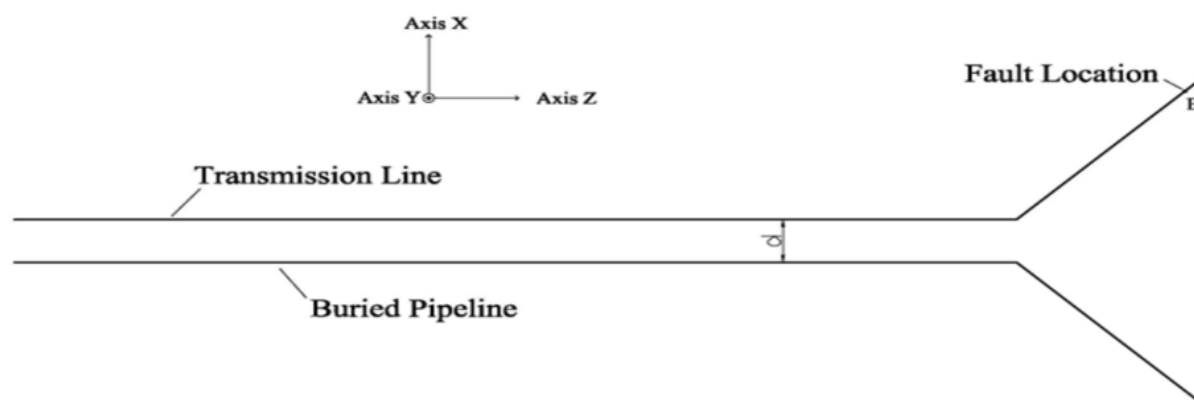 Axis X
Axis Y
Axis Z
Fault Location
Transmission Line
d
Buried Pipeline